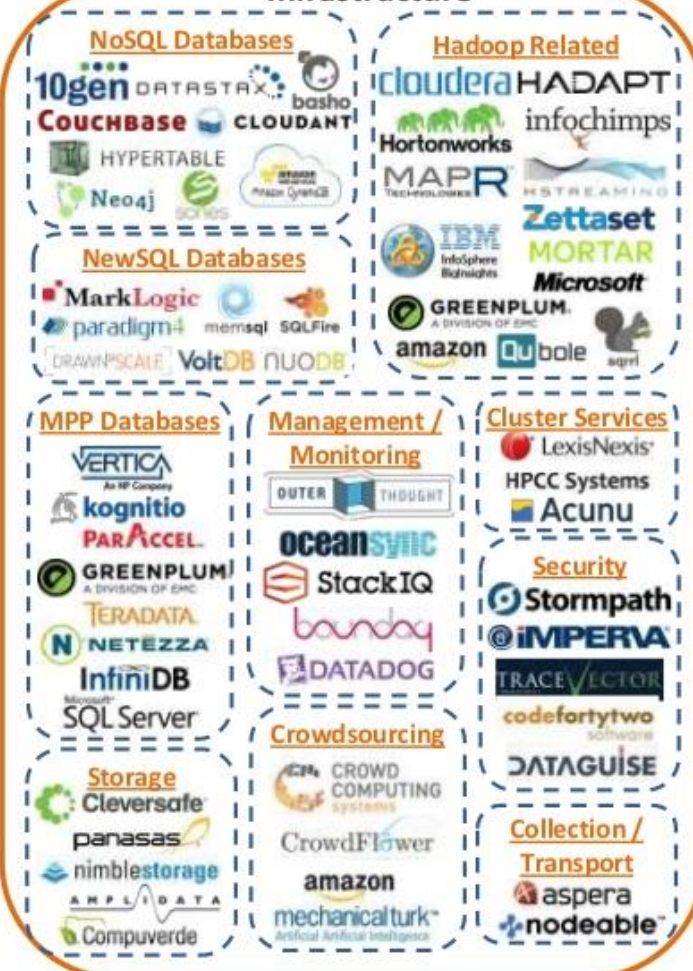 Infrastructure
NoSQL Databases
10gen DATASTAX
basho
COUCHBASE CLOUDANT
HYPERTABLE
Neo4j sones amazon Amazon DynamoDB
NewSQL Databases
MarkLogic
paradigm4 memsql SQLFire
DRAWN SCALE VoltDB NUODB
Hadoop Related
cloudera HADAPT
Hortonworks infochimps
MAPR TECHNOLOGIES HSTREAMING
IBM InfoSphere BigInsights
Zettaset
MORTAR
Microsoft
GREENPLUM.
A DIVISION OF EMC
amazon Qubole sqrrl
MPP Databases
VERTICA
An HP Company
kognitio
PARACCEL
GREENPLUM
A DIVISION OF EMC
TERADATA
N NETEZZA
InfiniDB
Microsoft
SQL Server
Management /
Monitoring
OUTER THOUGHT
oceansync
StackIQ
boundary
DATADOG
Cluster Services
LexisNexis
HPCC Systems
Acunu
Security
Stormpath
iMPERVA
TRACEVECTOR
codefortytwo
software
DATAGUISE
Storage
Cleversafe
panasas
nimblestorage
AMPLIDATA
Compuverde
Crowdsourcing
CROWD
COMPUTING
systems
CrowdFlower
amazon
mechanicalturk
Artificial Artificial Intelligence
Collection /
Transport
aspera
nodeable